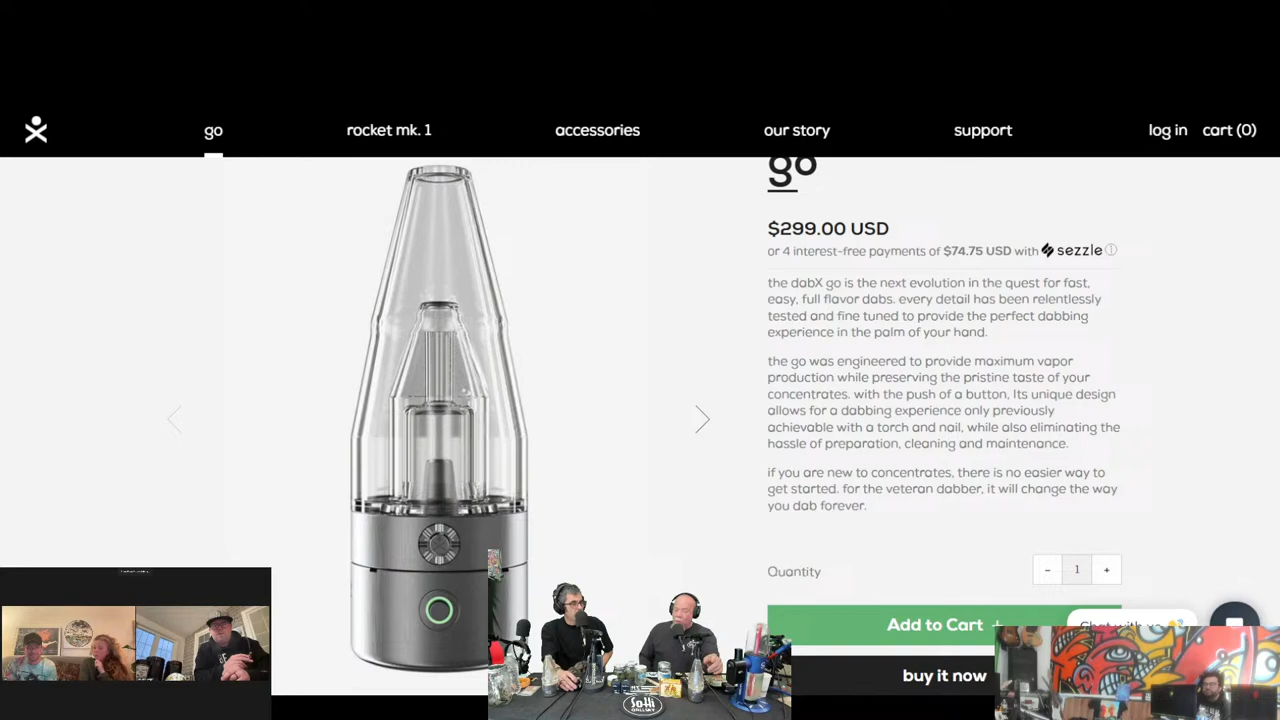 go
rocket mk. 1
accessories
our story
support
log in
cart (0)
go
$299.00 USD
or 4 interest-free payments of $74.75 USD with sezzle
the dabX go is the next evolution in the quest for fast,
easy, full flavor dabs. every detail has been relentlessly
tested and fine tuned to provide the perfect dabbing
experience in the palm of your hand.
the go was engineered to provide maximum vapor
production while preserving the pristine taste of your
concentrates. with the push of a button, Its unique design
allows for a dabbing experience only previously
achievable with a torch and nail, while also eliminating the
hassle of preparation, cleaning and maintenance.
if you are new to concentrates, there is no easier way to
get started. for the veteran dabber, it will change the way
you dab forever.
Quantity
- 1 +
Add to Cart +
Chat with us
buy it now